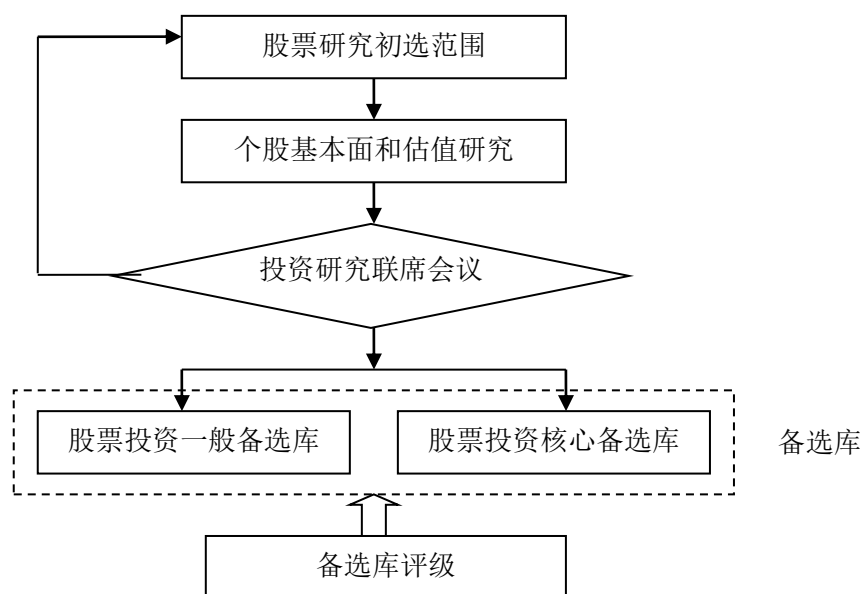 股票研究初选范围
个股基本面和估值研究
投资研究联席会议
股票投资一般备选库
股票投资核心备选库
备选库
备选库评级